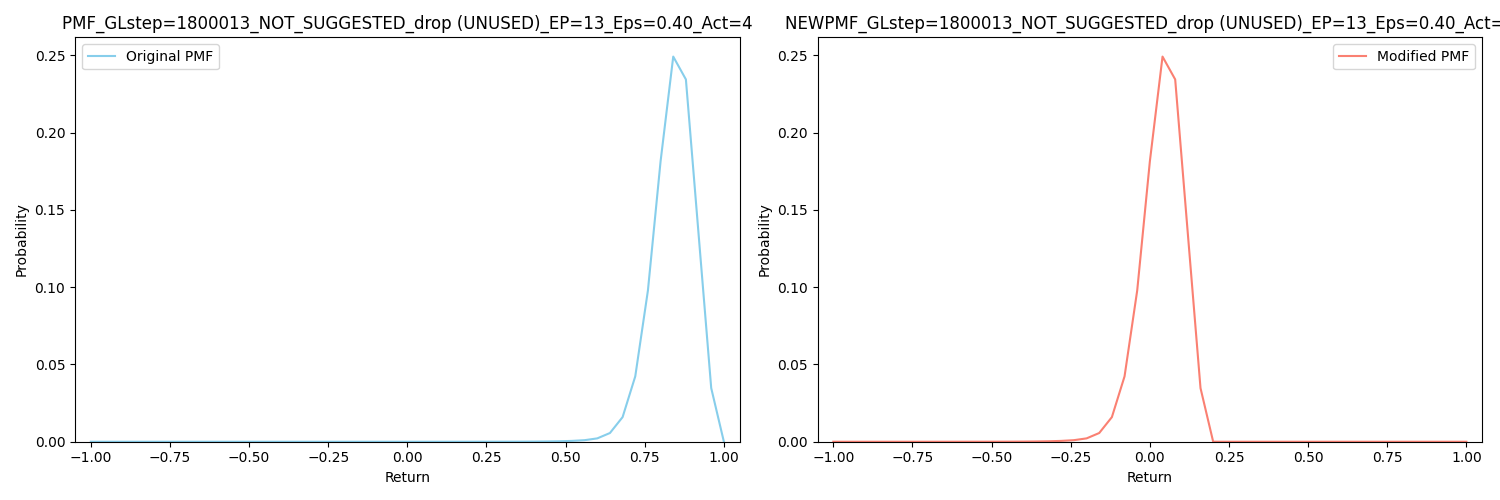 PMF_GLstep=1800013_NOT_SUGGESTED_drop (UNUSED)_EP=13_Eps=0.40_Act=4
Original PMF
Probability
0.25
0.20
0.15
0.10
0.05
0.00
−1.00 −0.75 −0.50 −0.25 0.00 0.25 0.50 0.75 1.00
Return
NEWPMF_GLstep=1800013_NOT_SUGGESTED_drop (UNUSED)_EP=13_Eps=0.40_Act=
Modified PMF
Probability
0.25
0.20
0.15
0.10
0.05
0.00
−1.00 −0.75 −0.50 −0.25 0.00 0.25 0.50 0.75 1.00
Return